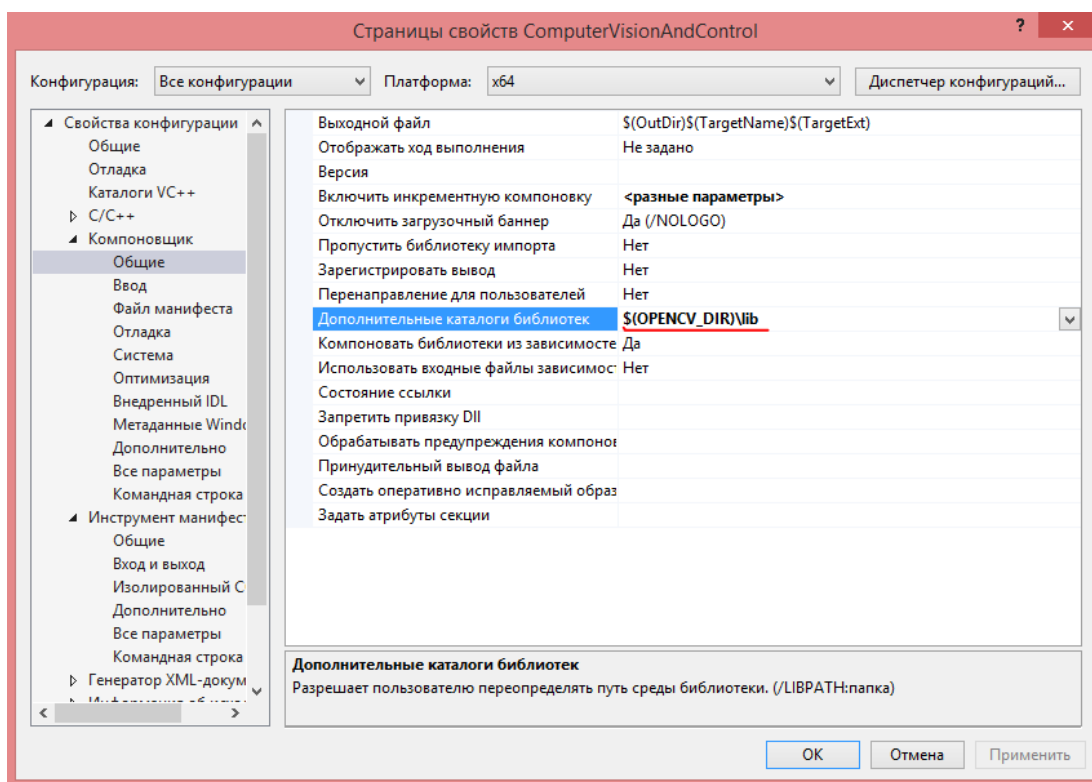 Страницы свойств ComputerVisionAndControl
?
×
Конфигурация: Все конфигурации Платформа: x64 Диспетчер конфигураций...
Свойства конфигурации
Общие
Отладка
Каталоги VC++
C/C++
Компоновщик
Общие
Ввод
Файл манифеста
Отладка
Система
Оптимизация
Внедренный IDL
Метаданные Windo
Дополнительно
Все параметры
Командная строка
Инструмент манифест
Общие
Вход и выход
Изолированный C
Дополнительно
Все параметры
Командная строка
Генератор XML-докум
Выходной файл $(OutDir)$(TargetName)$(TargetExt)
Отображать ход выполнения Не задано
Версия
Включить инкрементную компоновку <разные параметры>
Отключить загрузочный баннер Да (/NOLOGO)
Пропустить библиотеку импорта Нет
Зарегистрировать вывод Нет
Перенаправление для пользователей Нет
Дополнительные каталоги библиотек $(OPENCV_DIR)\lib
Компоновать библиотеки из зависимосте Да
Использовать входные файлы зависимост Нет
Состояние ссылки
Запретить привязку Dll
Обрабатывать предупреждения компонов
Принудительный вывод файла
Создать оперативно исправляемый образ
Задать атрибуты секции
Дополнительные каталоги библиотек
Разрешает пользователю переопределять путь среды библиотеки. (/LIBPATH:папка)
ОК Отмена Применить